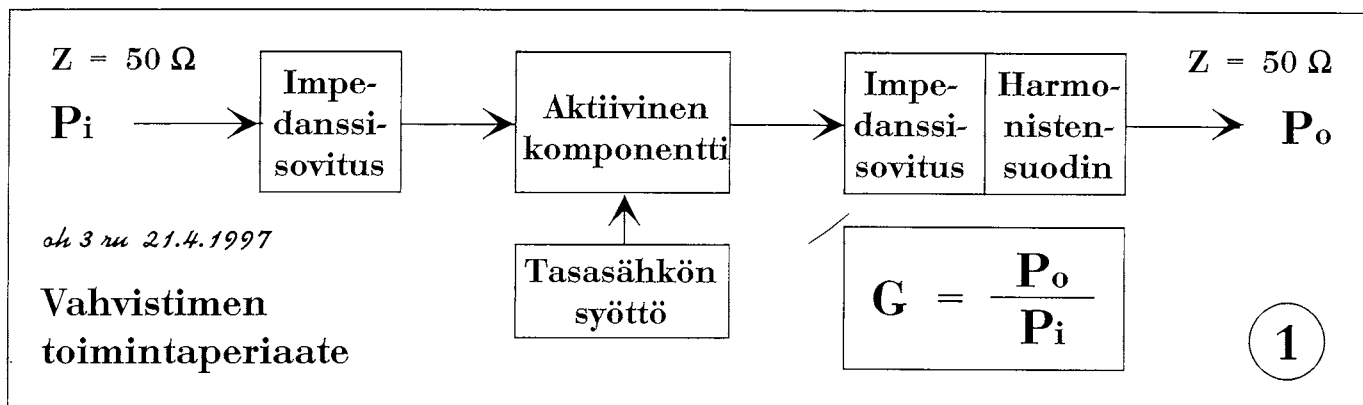 Z = 50 Ω
Pi
Impe-
danssi-
sovitus
Aktiivinen
komponentti
Impe-
danssi-
sovitus
Harmo-
nisten-
suodin
Z = 50 Ω
Po
oh 3 ru 21.4.1997
Vahvistimen
toimintaperiaate
Tasasähkön
syöttö
G = Po
Pi
1